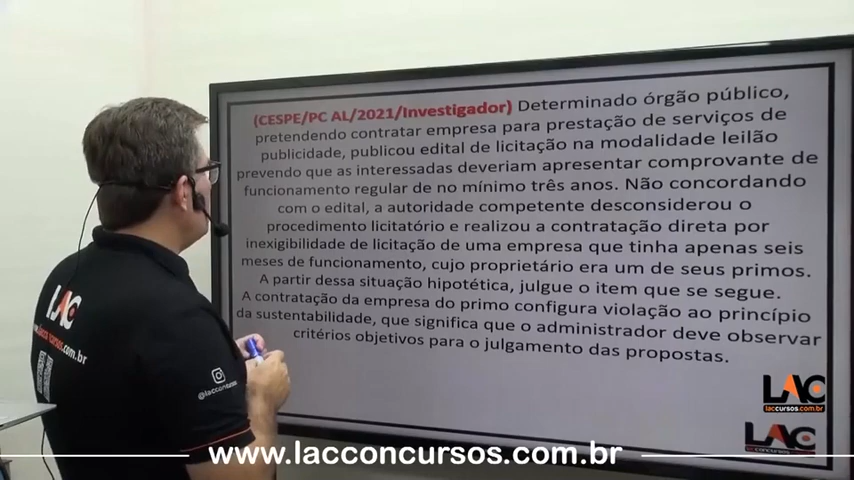 (CESPE/PC AL/2021/Investigador) Determinado órgão público,
pretendendo contratar empresa para prestação de serviços de
publicidade, publicou edital de licitação na modalidade leilão
prevendo que as interessadas deveriam apresentar comprovante de
funcionamento regular de no mínimo três anos. Não concordando
com o edital, a autoridade competente desconsiderou o
procedimento licitatório e realizou a contratação direta por
inexigibilidade de licitação de uma empresa que tinha apenas seis
meses de funcionamento, cujo proprietário era um de seus primos.
A partir dessa situação hipotética, julgue o item que se segue.
A contratação da empresa do primo configura violação ao princípio
da sustentabilidade, que significa que o administrador deve observar
critérios objetivos para o julgamento das propostas.
LAC
www.lacconcursos.com.br
@lacconcursos
LAC
lacconcursos.com.br
LAC
www.lacconcursos.com.br